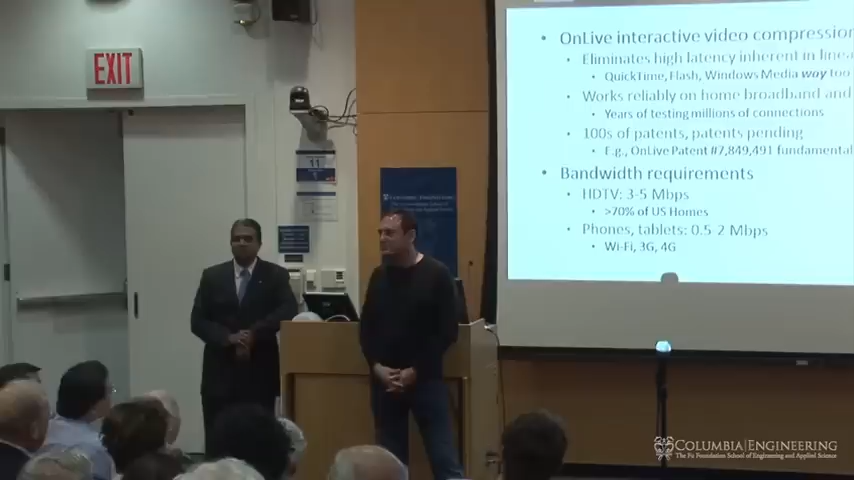 EXIT
11
• OnLive interactive video compression
• Eliminates high latency inherent in linea
• QuickTime, Flash, Windows Media way too
• Works reliably on home broadband and
• Years of testing millions of connections
• 100s of patents, patents pending
• E.g., OnLive Patent #7,849,491 fundamental
• Bandwidth requirements
• HDTV: 3-5 Mbps
• >70% of US Homes
• Phones, tablets: 0.5-2 Mbps
• Wi-Fi, 3G, 4G
COLUMBIA | ENGINEERING
The Fu Foundation School of Engineering and Applied Science